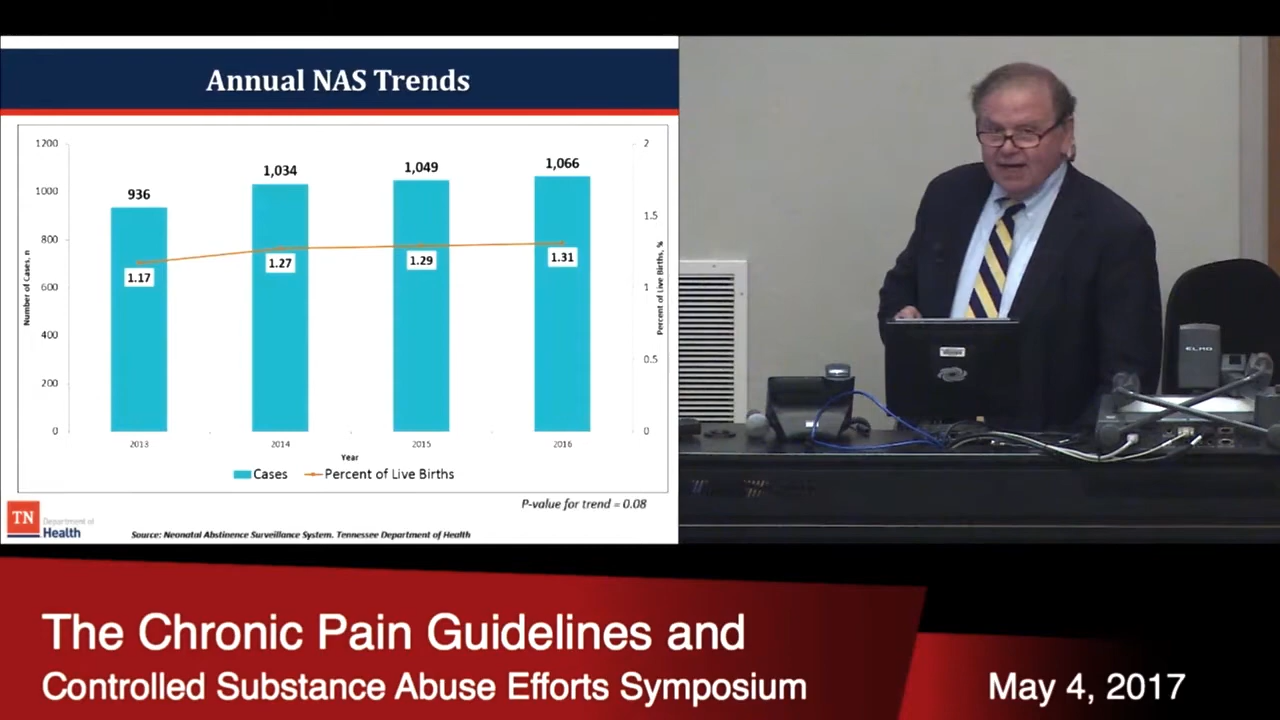 Annual NAS Trends
1200
1000
800
600
400
200
0
Number of Cases, n
2
1.5
1
0.5
0
Percent of Live Births, %
936
1,034
1,049
1,066
1.17
1.27
1.29
1.31
2013
2014
2015
2016
Year
Cases
Percent of Live Births
P-value for trend = 0.08
TN
Department of
Health
Source: Neonatal Abstinence Surveillance System. Tennessee Department of Health
ELMO
The Chronic Pain Guidelines and
Controlled Substance Abuse Efforts Symposium
May 4, 2017